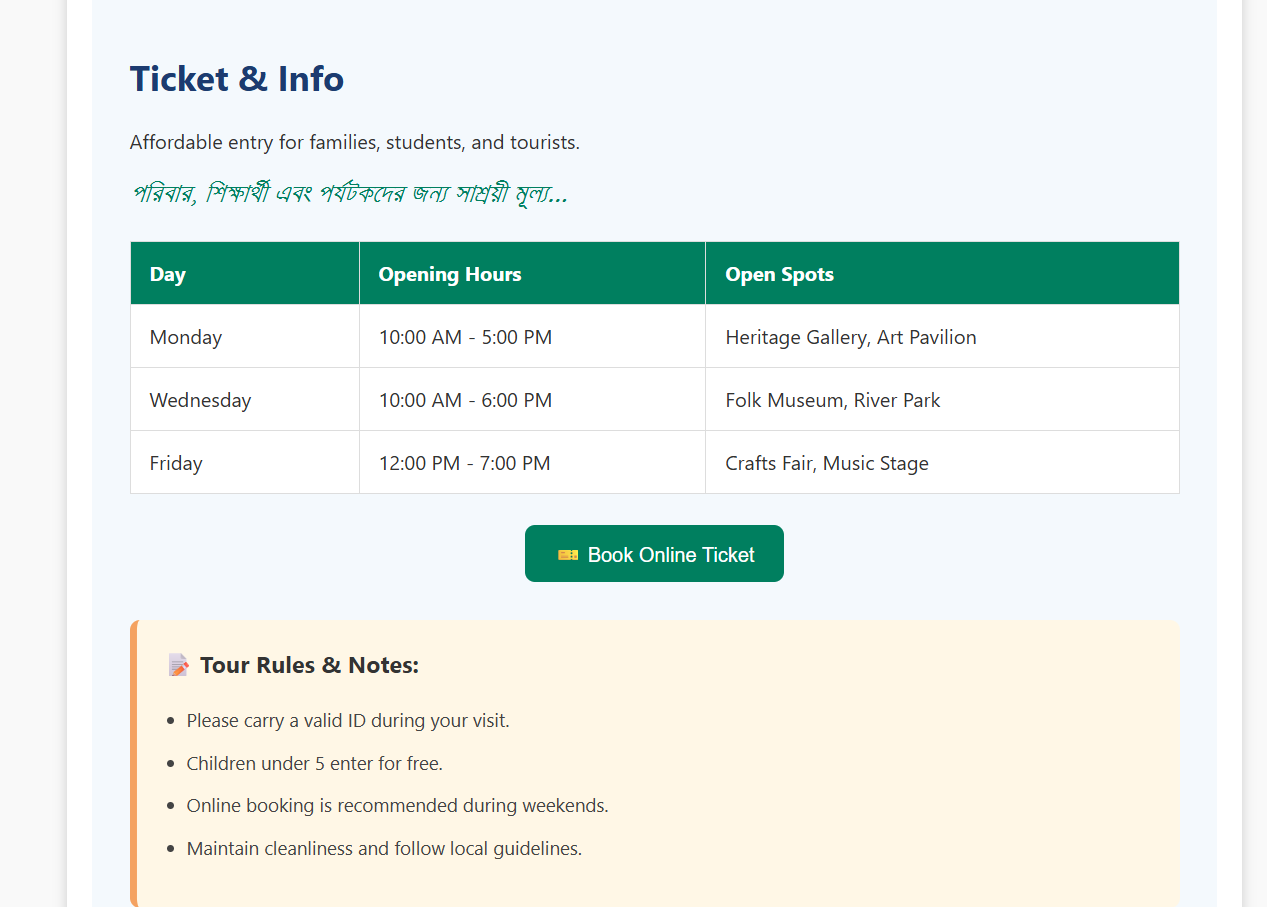 Ticket & Info
Affordable entry for families, students, and tourists.
পরিবার, শিক্ষার্থী এবং পর্যটকদের জন্য সাশ্রয়ী মূল্য...
Day Opening Hours Open Spots
Monday 10:00 AM - 5:00 PM Heritage Gallery, Art Pavilion
Wednesday 10:00 AM - 6:00 PM Folk Museum, River Park
Friday 12:00 PM - 7:00 PM Crafts Fair, Music Stage
🎫 Book Online Ticket
📝 Tour Rules & Notes:
• Please carry a valid ID during your visit.
• Children under 5 enter for free.
• Online booking is recommended during weekends.
• Maintain cleanliness and follow local guidelines.